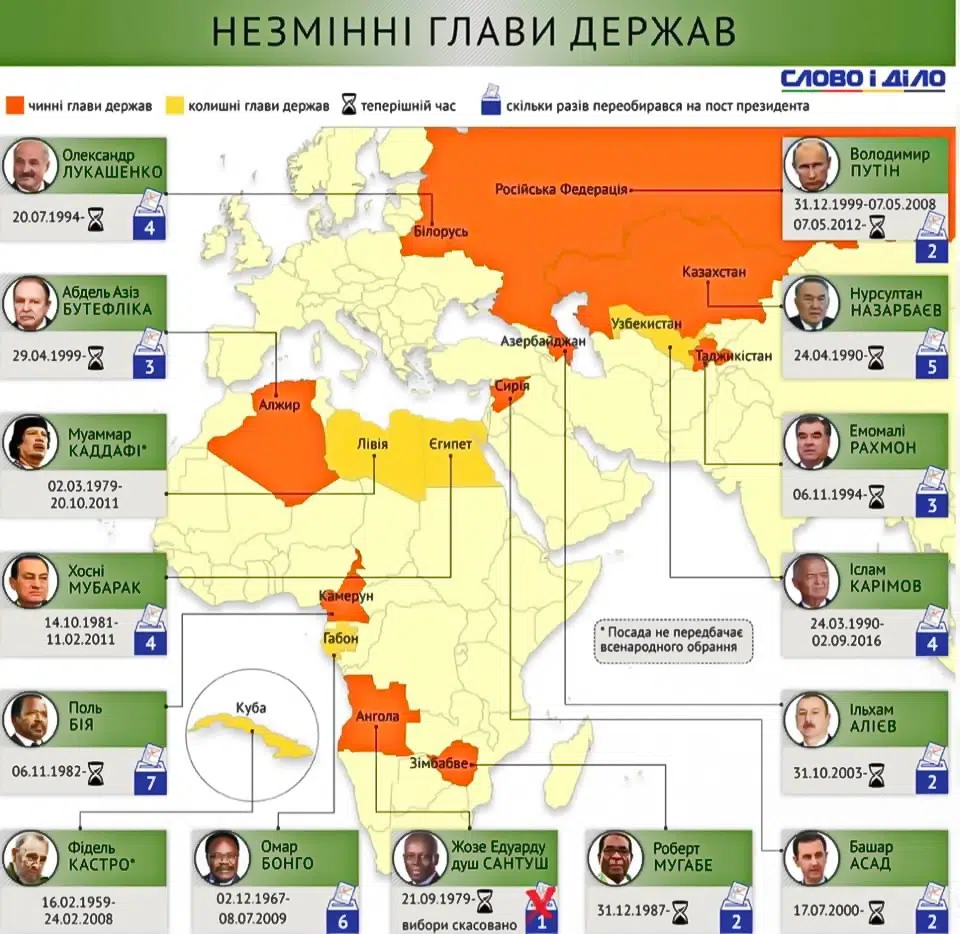 НЕЗМІННІ ГЛАВИ ДЕРЖАВ
СЛОВО і ДіЛО
чинні глави держав
колишні глави держав
теперішній час
скільки разів переобирався на пост президента
Олександр
ЛУКАШЕНКО
20.07.1994-
4
Володимир
ПУТІН
31.12.1999-07.05.2008
07.05.2012-
2
Російська Федерація
Білорусь
Казахстан
Узбекистан
Азербайджан
Таджікистан
Сирія
Абдель Азіз
БУТЕФЛІКА
29.04.1999-
3
Нурсултан
НАЗАРБАЄВ
24.04.1990-
5
Алжир
Лівія
Єгипет
Муаммар
КАДДАФІ*
02.03.1979-
20.10.2011
Емомалі
РАХМОН
06.11.1994-
3
Хосні
МУБАРАК
14.10.1981-
11.02.2011
4
Іслам
КАРІМОВ
24.03.1990-
02.09.2016
4
Камерун
Габон
* Посада не передбачає
всенародного обрання
Поль
БІЯ
06.11.1982-
7
Куба
Ангола
Зімбабве
Ільхам
АЛІЄВ
31.10.2003-
2
Фідель
КАСТРО*
16.02.1959-
24.02.2008
Омар
БОНГО
02.12.1967-
08.07.2009
6
Жозе Едуарду
душ САНТУШ
21.09.1979-
вибори скасовано
1
Роберт
МУГАБЕ
31.12.1987-
2
Башар
АСАД
17.07.2000-
2